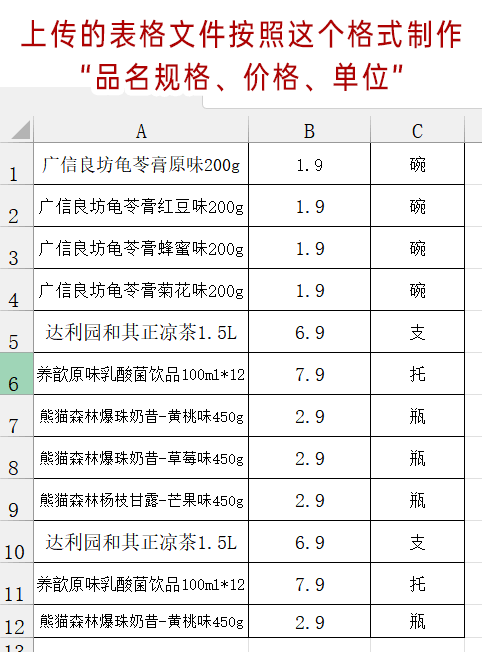 上传的表格文件按照这个格式制作
“品名规格、价格、单位”
A B C
1 广信良坊龟苓膏原味200g 1.9 碗
2 广信良坊龟苓膏红豆味200g 1.9 碗
3 广信良坊龟苓膏蜂蜜味200g 1.9 碗
4 广信良坊龟苓膏菊花味200g 1.9 碗
5 达利园和其正凉茶1.5L 6.9 支
6 养歆原味乳酸菌饮品100ml*12 7.9 托
7 熊猫森林爆珠奶昔-黄桃味450g 2.9 瓶
8 熊猫森林爆珠奶昔-草莓味450g 2.9 瓶
9 熊猫森林杨枝甘露-芒果味450g 2.9 瓶
10 达利园和其正凉茶1.5L 6.9 支
11 养歆原味乳酸菌饮品100ml*12 7.9 托
12 熊猫森林爆珠奶昔-黄桃味450g 2.9 瓶
13